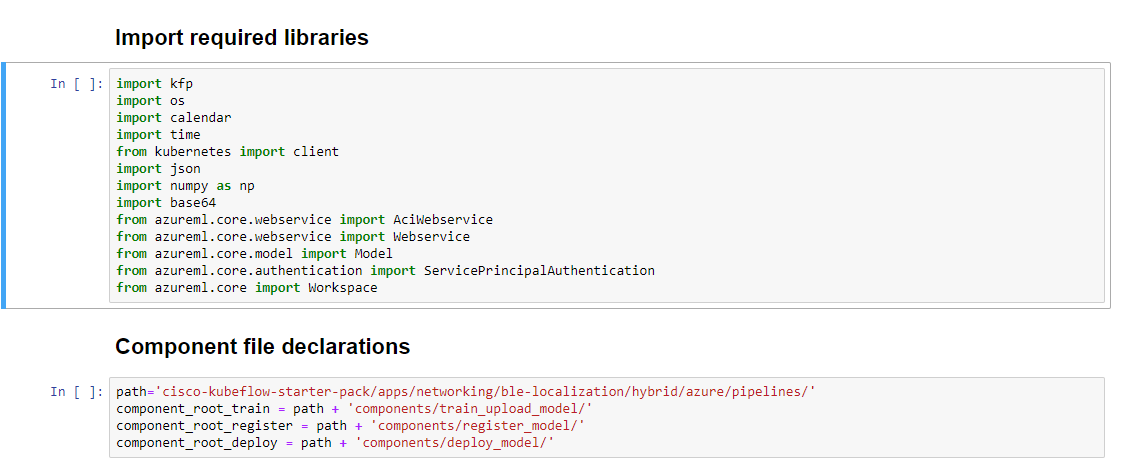 Import required libraries
In [ ]: import kfp
import os
import calendar
import time
from kubernetes import client
import json
import numpy as np
import base64
from azureml.core.webservice import AciWebservice
from azureml.core.webservice import Webservice
from azureml.core.model import Model
from azureml.core.authentication import ServicePrincipalAuthentication
from azureml.core import Workspace
Component file declarations
In [ ]: path='cisco-kubeflow-starter-pack/apps/networking/ble-localization/hybrid/azure/pipelines/'
component_root_train = path + 'components/train_upload_model/'
component_root_register = path + 'components/register_model/'
component_root_deploy = path + 'components/deploy_model/'